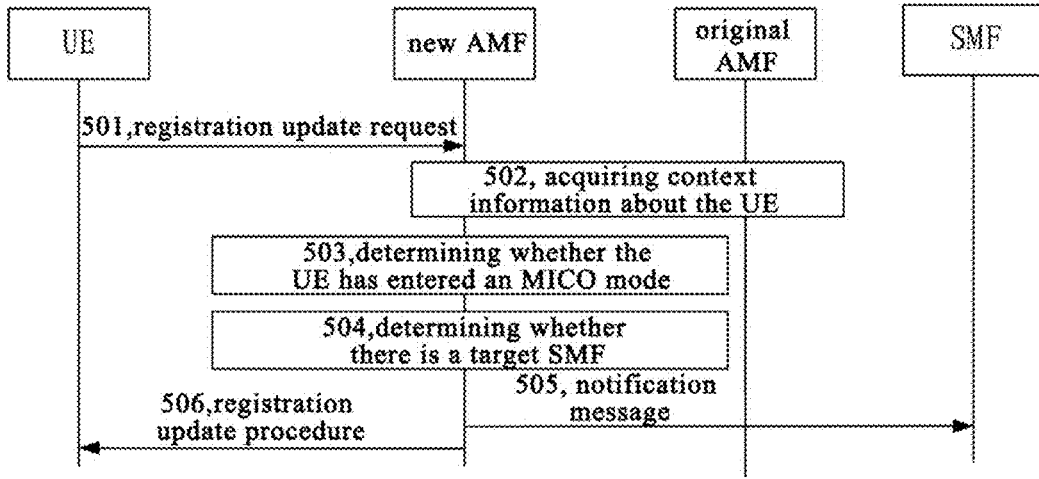 UE
new AMF
original
AMF
SMF
501,registration update request
502, acquiring context
information about the UE
503,determining whether the
UE has entered an MICO mode
504,determining whether
there is a target SMF
505, notification
message
506,registration
update procedure